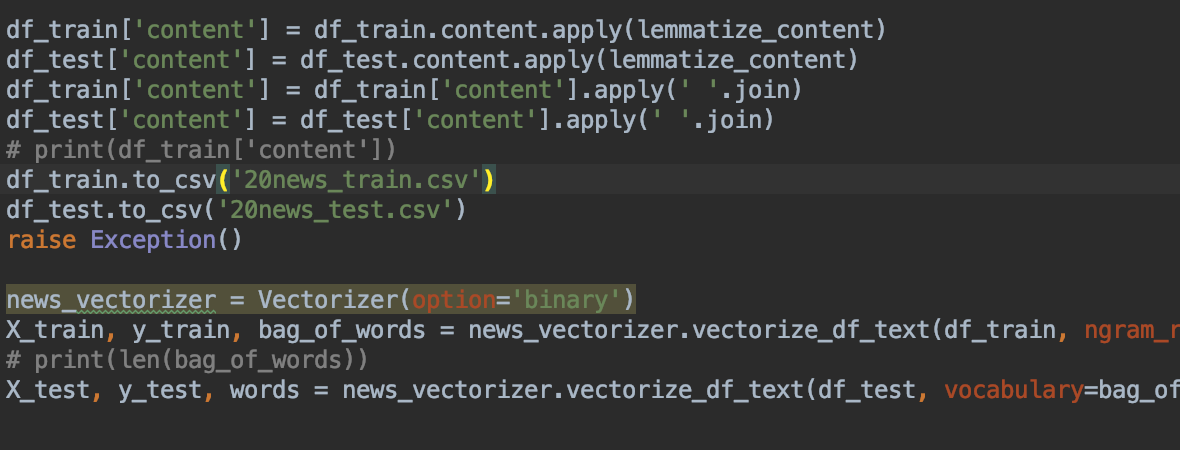 df_train['content'] = df_train.content.apply(lemmatize_content)
df_test['content'] = df_test.content.apply(lemmatize_content)
df_train['content'] = df_train['content'].apply(' '.join)
df_test['content'] = df_test['content'].apply(' '.join)
# print(df_train['content'])
df_train.to_csv('20news_train.csv')
df_test.to_csv('20news_test.csv')
raise Exception()
news_vectorizer = Vectorizer(option='binary')
X_train, y_train, bag_of_words = news_vectorizer.vectorize_df_text(df_train, ngram_r
# print(len(bag_of_words))
X_test, y_test, words = news_vectorizer.vectorize_df_text(df_test, vocabulary=bag_of